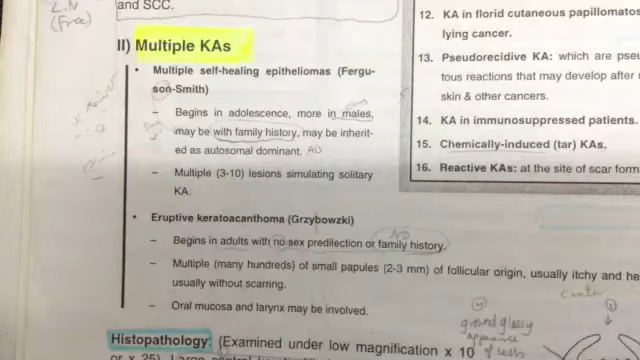 L.N
(Free)
and SCC.
II) Multiple KAs
• Multiple self-healing epitheliomas (Fergu-
son-Smith)
– Begins in adolescence, more in males,
may be with family history, may be inherit-
ed as autosomal dominant. AD
– Multiple (3-10) lesions simulating solitary
KA.
• Eruptive keratoacanthoma (Grzybowzki)
NO
– Begins in adults with no sex predilection or family history.
– Multiple (many hundreds) of small papules (2-3 mm) of follicular origin, usually itchy and he
usually without scarring.
– Oral mucosa and larynx may be involved.
Histopathology: (Examined under low magnification x 10
or x 25)
12. KA in florid cutaneous papillomatos
lying cancer.
13. Pseudorecidive KA: which are pseu
tous reactions that may develop after
skin & other cancers.
14. KA in immunosuppressed patients.
15. Chemically-induced (tar) KAs.
16. Reactive KAs: at the site of scar form
ground glassy
appearance
of cells